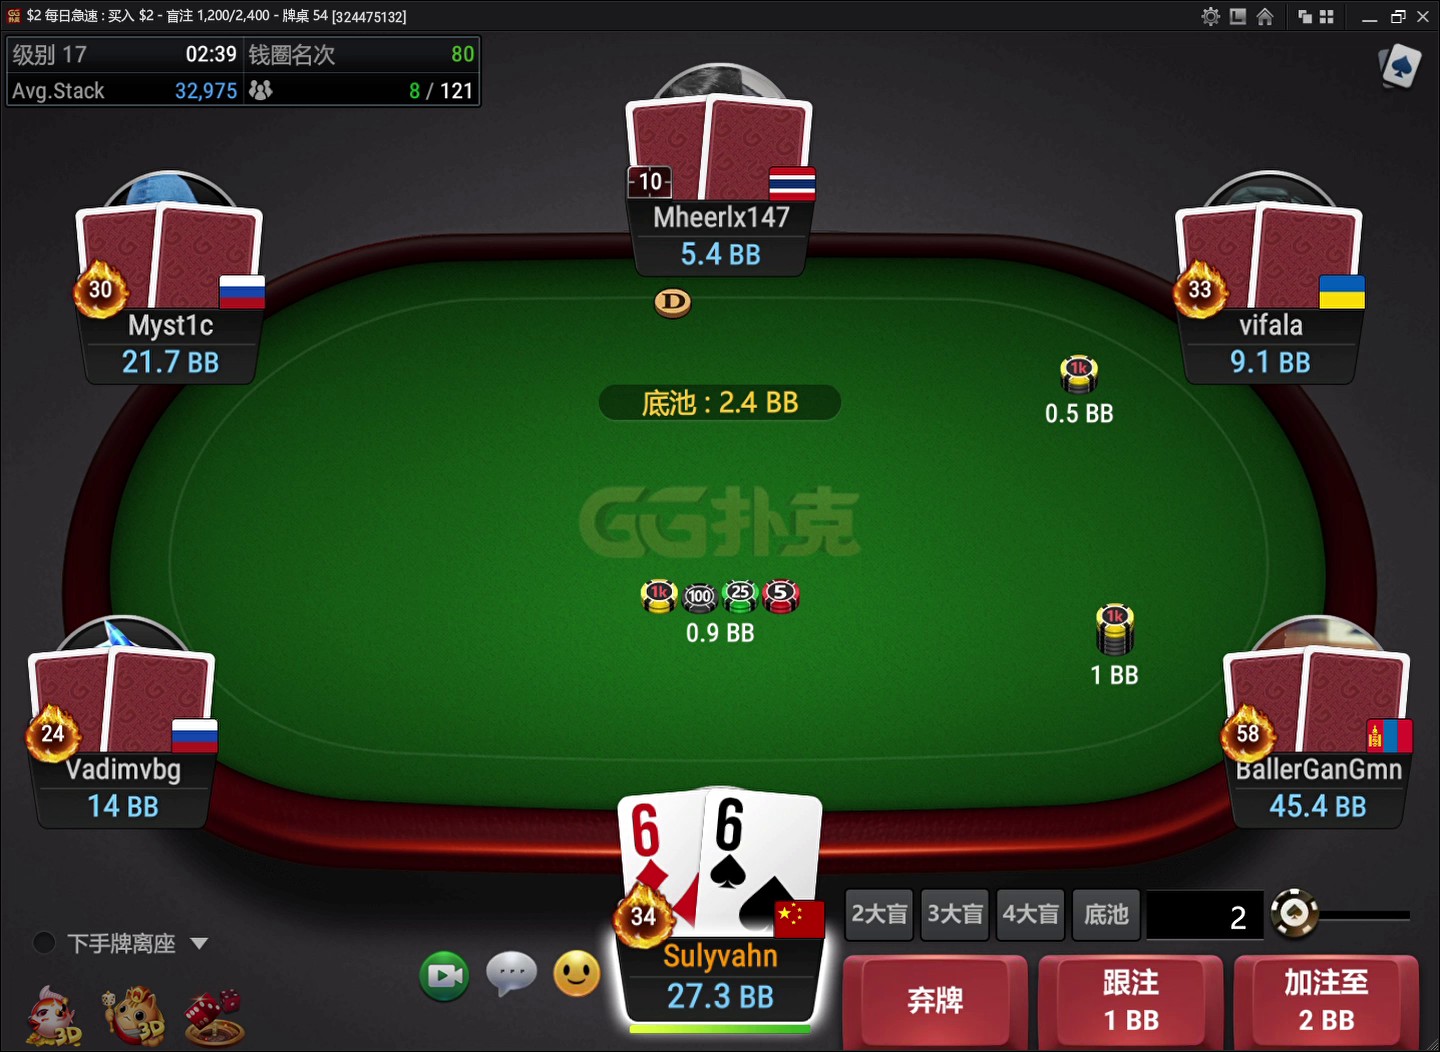 $2 每日急速 : 买入 $2 - 盲注 1,200/2,400 - 牌桌 54 [324475132]
级别 17 02:39 钱圈名次 80
Avg.Stack 32,975 8 / 121
10
Mheerlx147
5.4 BB
30
Myst1c
21.7 BB
33
vifala
9.1 BB
D
底池 : 2.4 BB
1k
0.5 BB
GG扑克
1k 100 25 5
0.9 BB
1k
1 BB
24
Vadimvbg
14 BB
58
BallerGanGmn
45.4 BB
6 6
34
Sulyvahn
27.3 BB
2大盲 3大盲 4大盲 底池 2
下手牌离座
3D 3D
弃牌
跟注
1 BB
加注至
2 BB